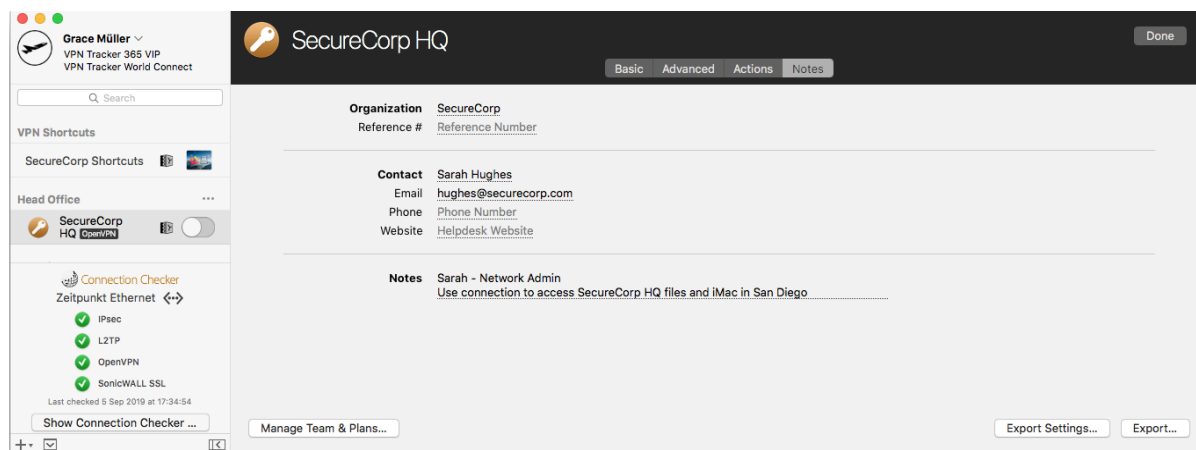 Grace Müller
VPN Tracker 365 VIP
VPN Tracker World Connect
Search
VPN Shortcuts
SecureCorp Shortcuts
Head Office
SecureCorp
HQ OpenVPN
Connection Checker
Zeitpunkt Ethernet
IPsec
L2TP
OpenVPN
SonicWALL SSL
Last checked 5 Sep 2019 at 17:34:54
Show Connection Checker ...
SecureCorp HQ
Done
Basic Advanced Actions Notes
Organization SecureCorp
Reference # Reference Number
Contact Sarah Hughes
Email hughes@securecorp.com
Phone Phone Number
Website Helpdesk Website
Notes Sarah - Network Admin
Use connection to access SecureCorp HQ files and iMac in San Diego
Manage Team & Plans... Export Settings... Export...